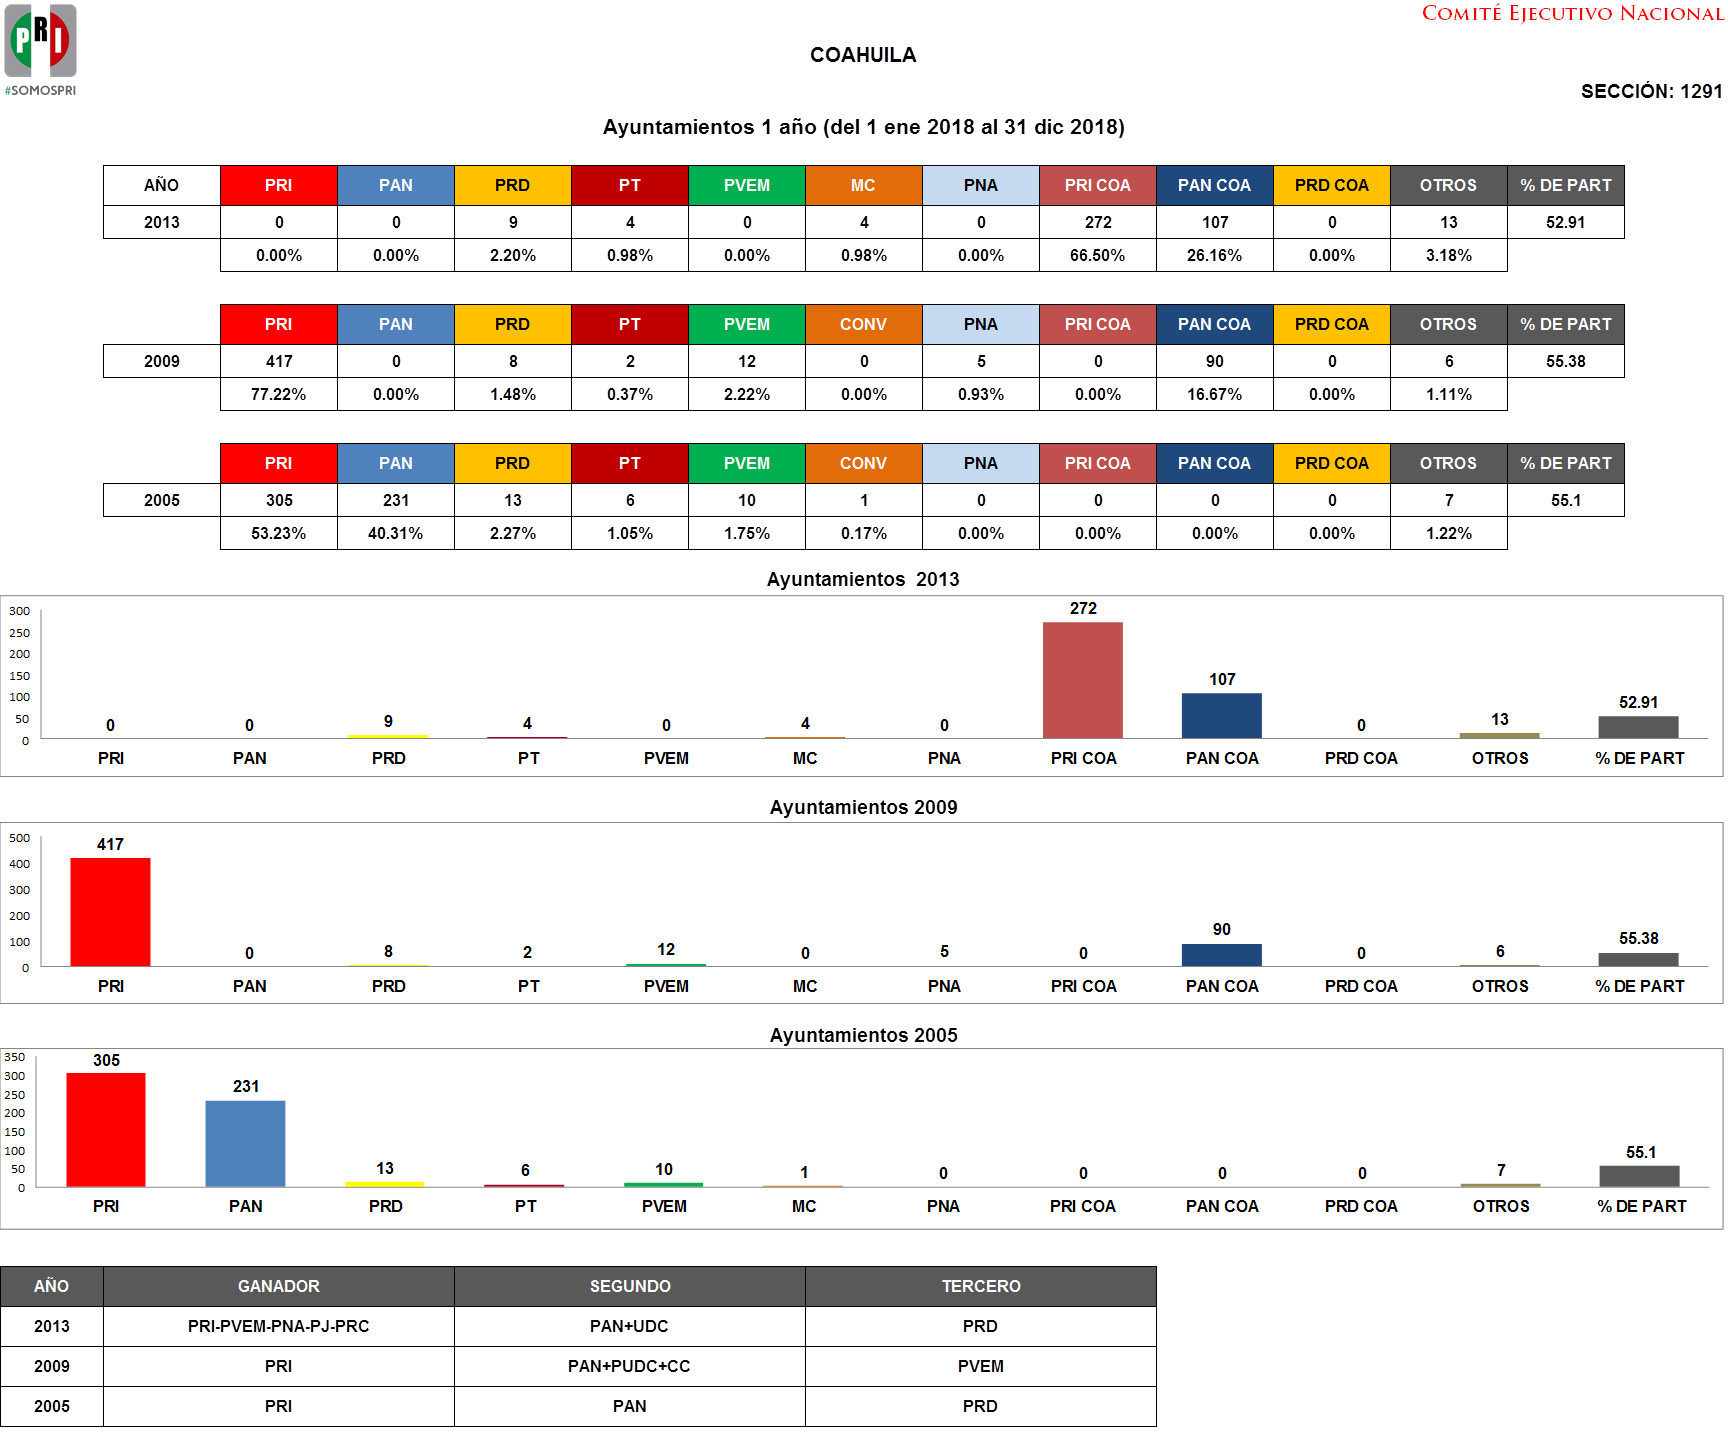 PRI
#SOMOSPRI
COMITÉ EJECUTIVO NACIONAL
COAHUILA
SECCIÓN: 1291
Ayuntamientos 1 año (del 1 ene 2018 al 31 dic 2018)
AÑO PRI PAN PRD PT PVEM MC PNA PRI COA PAN COA PRD COA OTROS % DE PART
2013 0 0 9 4 0 4 0 272 107 0 13 52.91
0.00% 0.00% 2.20% 0.98% 0.00% 0.98% 0.00% 66.50% 26.16% 0.00% 3.18%
PRI PAN PRD PT PVEM CONV PNA PRI COA PAN COA PRD COA OTROS % DE PART
2009 417 0 8 2 12 0 5 0 90 0 6 55.38
77.22% 0.00% 1.48% 0.37% 2.22% 0.00% 0.93% 0.00% 16.67% 0.00% 1.11%
PRI PAN PRD PT PVEM CONV PNA PRI COA PAN COA PRD COA OTROS % DE PART
2005 305 231 13 6 10 1 0 0 0 0 7 55.1
53.23% 40.31% 2.27% 1.05% 1.75% 0.17% 0.00% 0.00% 0.00% 0.00% 1.22%
Ayuntamientos 2013
300
250
200
150
100
50
0
0 0 9 4 0 4 0 272 107 0 13 52.91
PRI PAN PRD PT PVEM MC PNA PRI COA PAN COA PRD COA OTROS % DE PART
Ayuntamientos 2009
500
400
300
200
100
0
417 0 8 2 12 0 5 0 90 0 6 55.38
PRI PAN PRD PT PVEM MC PNA PRI COA PAN COA PRD COA OTROS % DE PART
Ayuntamientos 2005
350
300
250
200
150
100
50
0
305 231 13 6 10 1 0 0 0 0 7 55.1
PRI PAN PRD PT PVEM MC PNA PRI COA PAN COA PRD COA OTROS % DE PART
AÑO GANADOR SEGUNDO TERCERO
2013 PRI-PVEM-PNA-PJ-PRC PAN+UDC PRD
2009 PRI PAN+PUDC+CC PVEM
2005 PRI PAN PRD